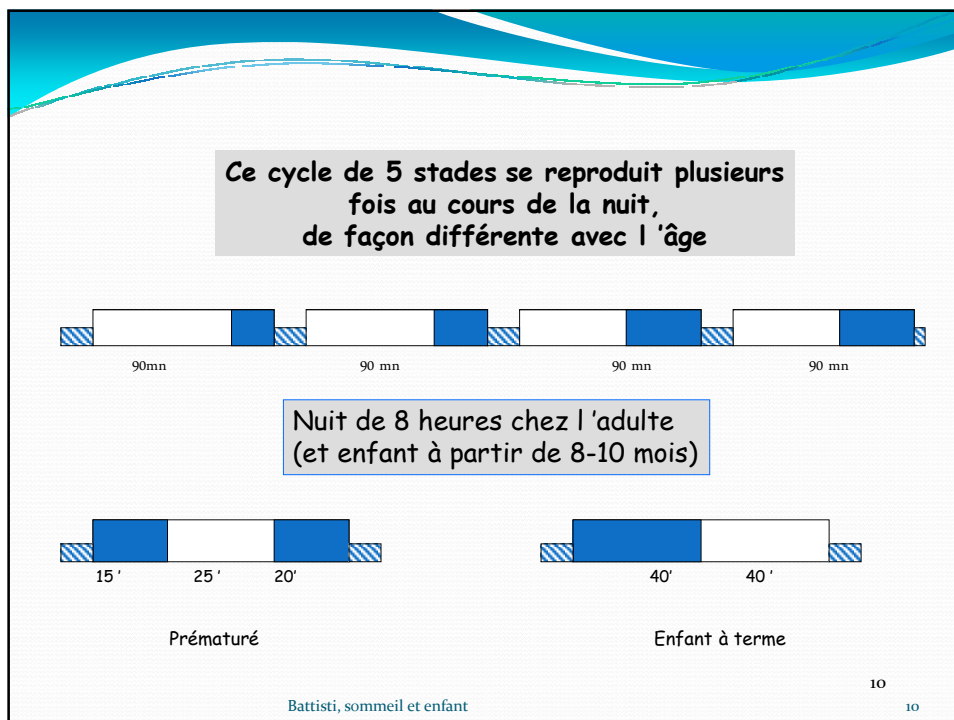 Ce cycle de 5 stades se reproduit plusieurs
fois au cours de la nuit,
de façon différente avec l ’âge
90mn 90 mn 90 mn 90 mn
Nuit de 8 heures chez l ’adulte
(et enfant à partir de 8-10 mois)
15 ’ 25 ’ 20’ 40’ 40 ’
Prématuré Enfant à terme
10
Battisti, sommeil et enfant 10